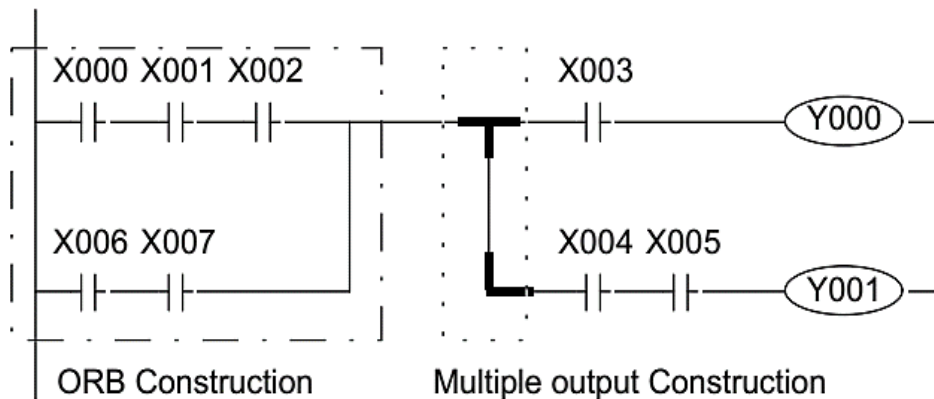 X000 X001 X002 X003
Y000
X006 X007 X004 X005
Y001
ORB Construction Multiple output Construction